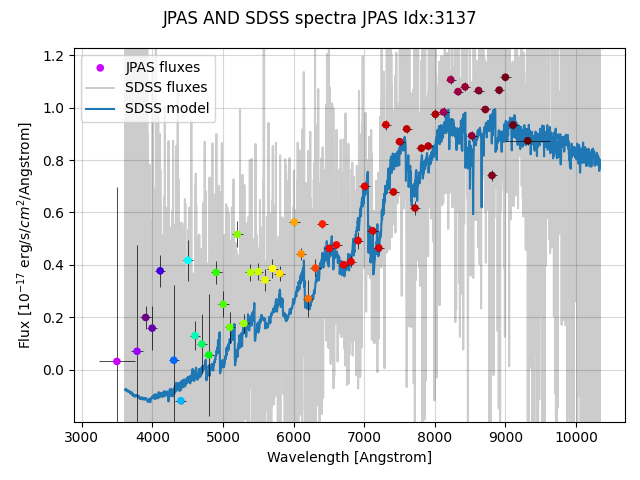 JPAS AND SDSS spectra JPAS Idx:3137
JPAS fluxes
SDSS fluxes
SDSS model
Flux [10⁻¹⁷ erg/s/cm²/Angstrom]
1.2
1.0
0.8
0.6
0.4
0.2
0.0
3000 4000 5000 6000 7000 8000 9000 10000
Wavelength [Angstrom]